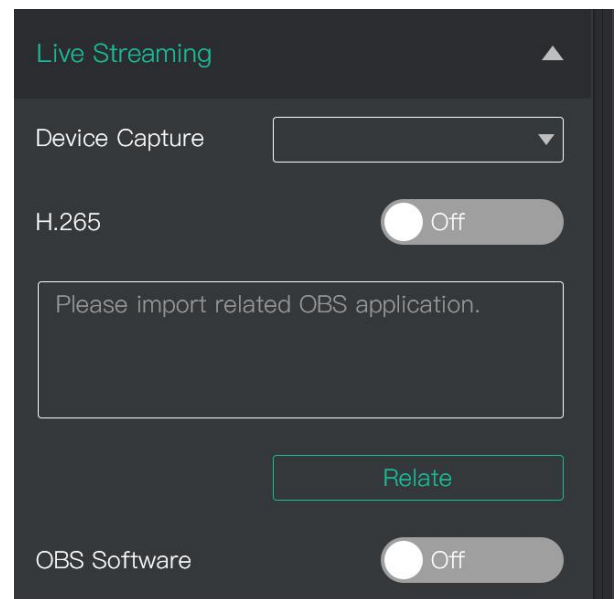 Live Streaming
Device Capture
H.265
Off
Please import related OBS application.
Relate
OBS Software
Off